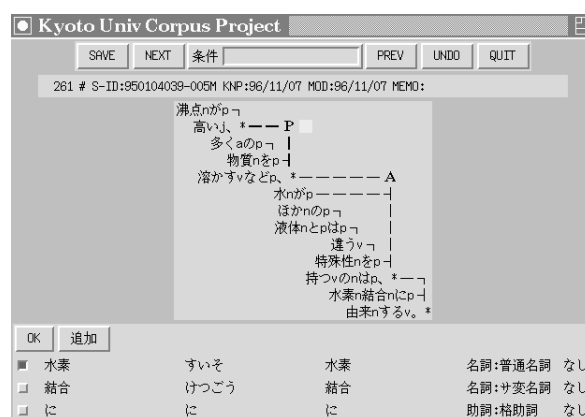 Kyoto Univ Corpus Project
SAVE NEXT 条件 PREV UNDO QUIT
261 # S-ID:950104039-005M KNP:96/11/07 MOD:96/11/07 MEMO:
沸点nがp
高いj、*——P
多くaのp
物質nをp
溶かすvなどp、*—————A
水nがp—————
ほかnのp
液体nとpはp
違うv
特殊性nをp
持つvのnはp、*—
水素n結合nにp
由来nするv。*
OK 追加
水素 すいそ 水素 名詞:普通名詞 なし
結合 けつごう 結合 名詞:サ変名詞 なし
に に に 助詞:格助詞 なし